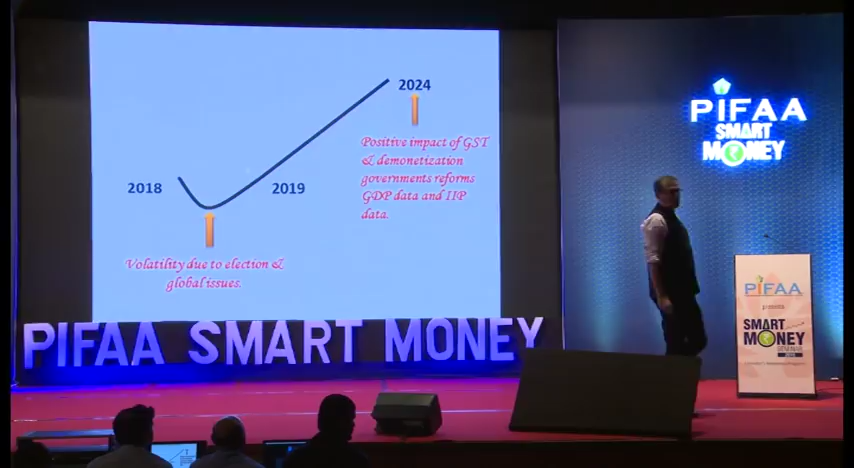 2024
Positive impact of GST
& demonetization
governments reforms
GDP data and IIP
data.
2018
2019
Volatility due to election &
global issues.
PIFAA
SMART
MONEY
PIFAA SMART MONEY
PIFAA
presents
SMART
MONEY